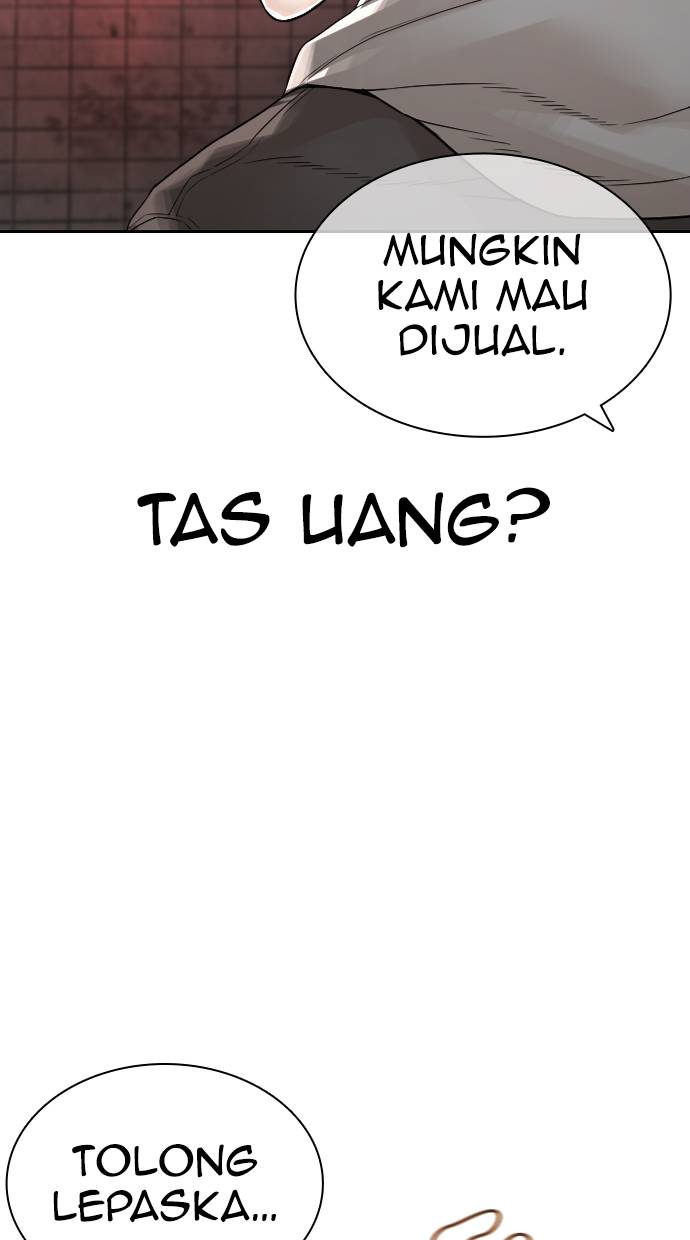 MUNGKIN
KAMI MAU
DIJUAL.
TAS UANG?
TOLONG
LEPASKA...